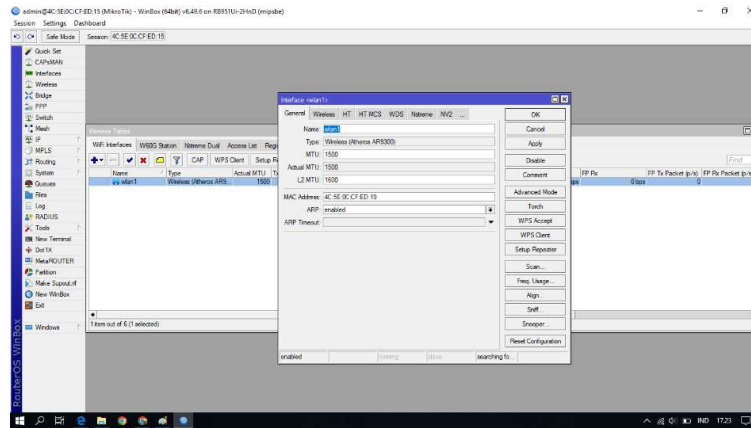 admin@4C:5E:0C:CF:ED:15 (MikroTik) - WinBox (64bit) v6.49.6 on RB951Ui-2HnD (mipsbe)
Session Settings Dashboard
Safe Mode Session: 4C:5E:0C:CF:ED:15
Quick Set
CAPsMAN
Interfaces
Wireless
Bridge
PPP
Switch
Mesh
IP
MPLS
Routing
System
Queues
Files
Log
RADIUS
Tools
New Terminal
Dot1X
MetaROUTER
Partition
Make Supout.rif
New WinBox
Exit
Windows
RouterOS WinBox
Wireless Tables
WiFi Interfaces W60G Station Nstreme Dual Access List
CAP WPS Client Setup Find
Name Type Actual MTU FP Rx FP Tx Packet (p/s) FP Rx Packet (p/s
wlan1 Wireless (Atheros AR9... 1500 0 bps 0
1 item out of 6 (1 selected)
Interface <wlan1>
General Wireless HT HT MCS WDS Nstreme NV2 ...
Name: wlan1
Type: Wireless (Atheros AR9300)
MTU: 1500
Actual MTU: 1500
L2 MTU: 1600
MAC Address: 4C:5E:0C:CF:ED:19
ARP: enabled
ARP Timeout:
OK
Cancel
Apply
Disable
Comment
Advanced Mode
Torch
WPS Accept
WPS Client
Setup Repeater
Scan...
Freq. Usage...
Align...
Sniff...
Snooper...
Reset Configuration
enabled running slave searching fo...
IND 17.23